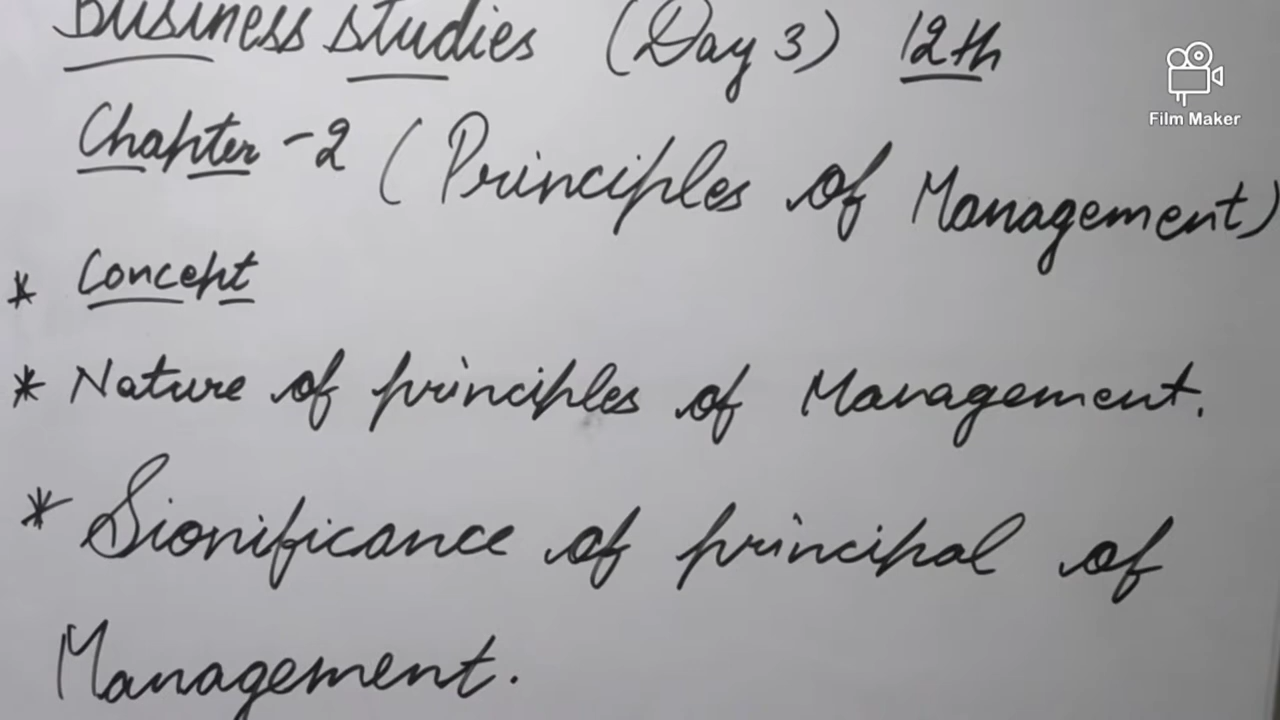 Business studies (Day 3) 12th
Film Maker
Chapter -2 (Principles of Management)
* Concept
* Nature of principles of Management.
* Sionificance of principal of
Management.